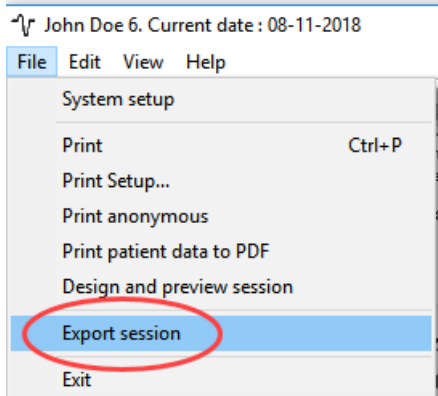 John Doe 6. Current date : 08-11-2018
File Edit View Help
System setup
Print Ctrl+P
Print Setup...
Print anonymous
Print patient data to PDF
Design and preview session
Export session
Exit